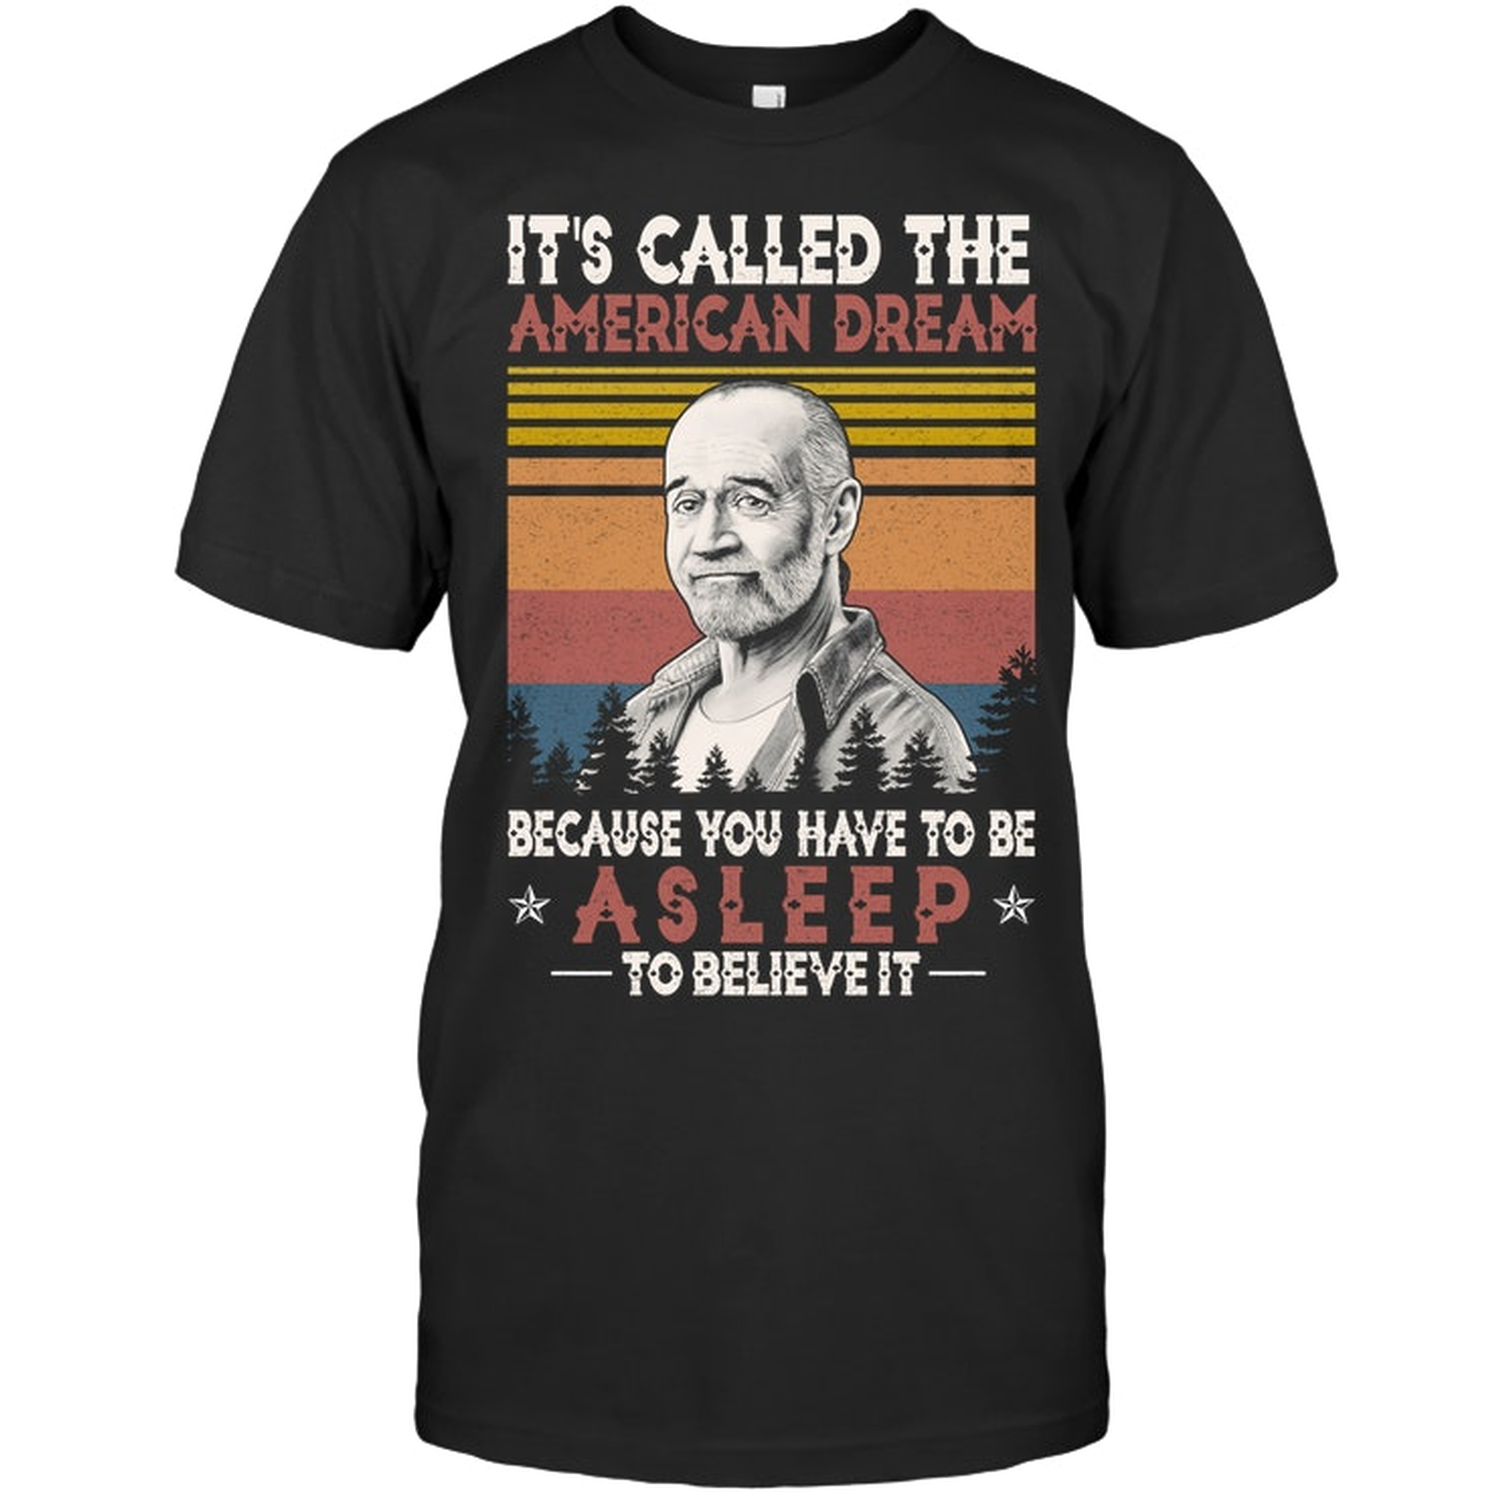 IT'S CALLED THE
AMERICAN DREAM
BECAUSE YOU HAVE TO BE
ASLEEP
TO BELIEVE IT